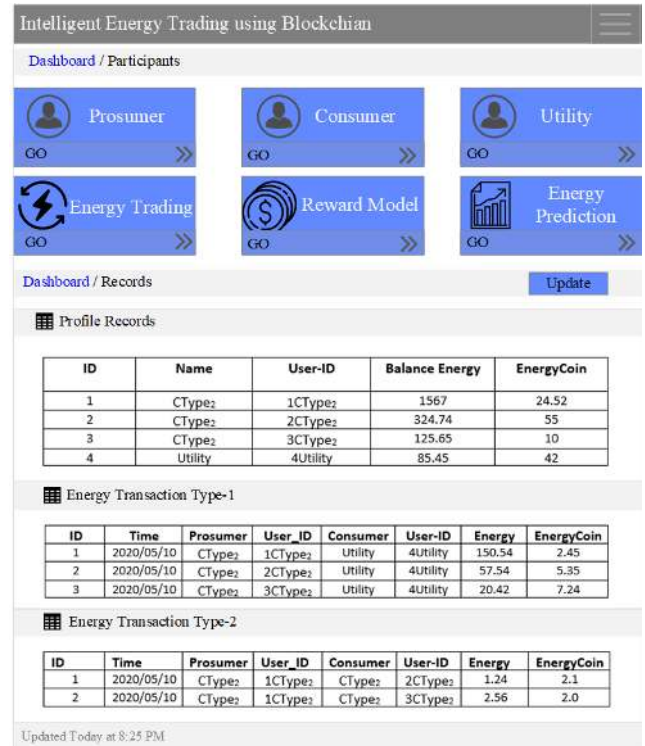 Intelligent Energy Trading using Blockchian
Dashboard / Participants
Prosumer Consumer Utility
GO GO GO
Energy Trading Reward Model Energy Prediction
GO GO GO
Dashboard / Records Update
Profile Records
ID Name User-ID Balance Energy EnergyCoin
1 CType₂ 1CType₂ 1567 24.52
2 CType₂ 2CType₂ 324.74 55
3 CType₂ 3CType₂ 125.65 10
4 Utility 4Utility 85.45 42
Energy Transaction Type-1
ID Time Prosumer User_ID Consumer User-ID Energy EnergyCoin
1 2020/05/10 CType₂ 1CType₂ Utility 4Utility 150.54 2.45
2 2020/05/10 CType₂ 2CType₂ Utility 4Utility 57.54 5.35
3 2020/05/10 CType₂ 3CType₂ Utility 4Utility 20.42 7.24
Energy Transaction Type-2
ID Time Prosumer User_ID Consumer User-ID Energy EnergyCoin
1 2020/05/10 CType₂ 1CType₂ CType₂ 2CType₂ 1.24 2.1
2 2020/05/10 CType₂ 1CType₂ CType₂ 3CType₂ 2.56 2.0
Updated Today at 8:25 PM